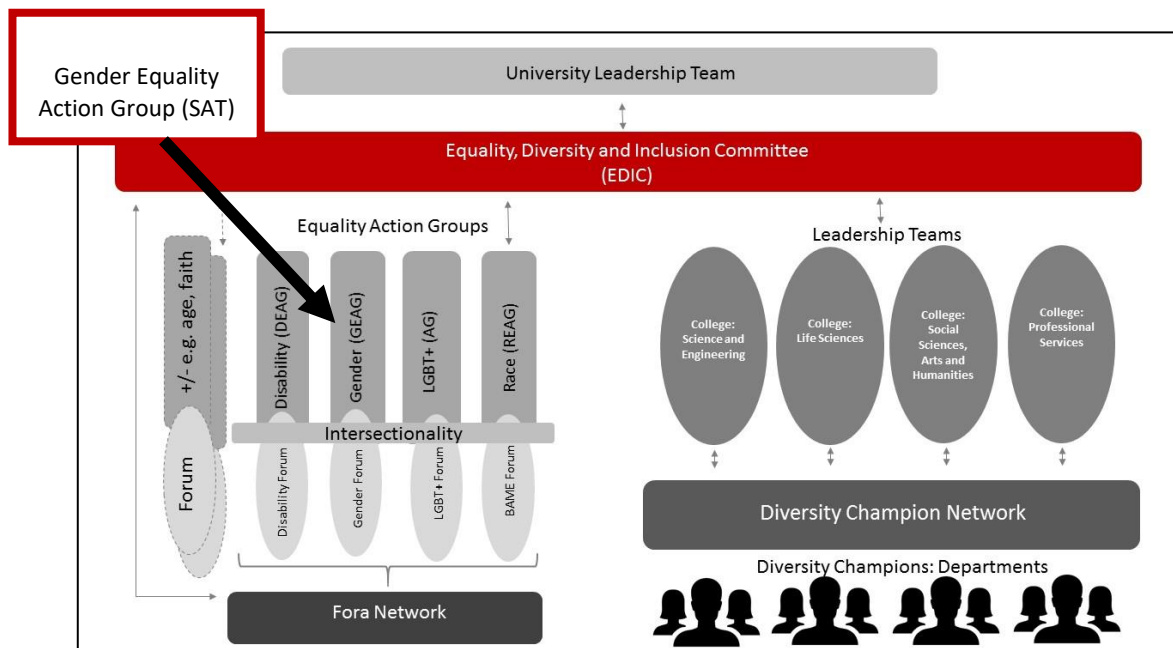 Gender Equality
Action Group (SAT)
University Leadership Team
Equality, Diversity and Inclusion Committee
(EDIC)
Equality Action Groups
Leadership Teams
+/- e.g. age, faith
Disability (DEAG)
Gender (GEAG)
LGBT+ (AG)
Race (REAG)
College:
Science and
Engineering
College:
Life Sciences
College:
Social
Sciences,
Arts and
Humanities
College:
Professional
Services
Intersectionality
Forum
Disability Forum
Gender Forum
LGBT+ Forum
BAME Forum
Diversity Champion Network
Diversity Champions: Departments
Fora Network